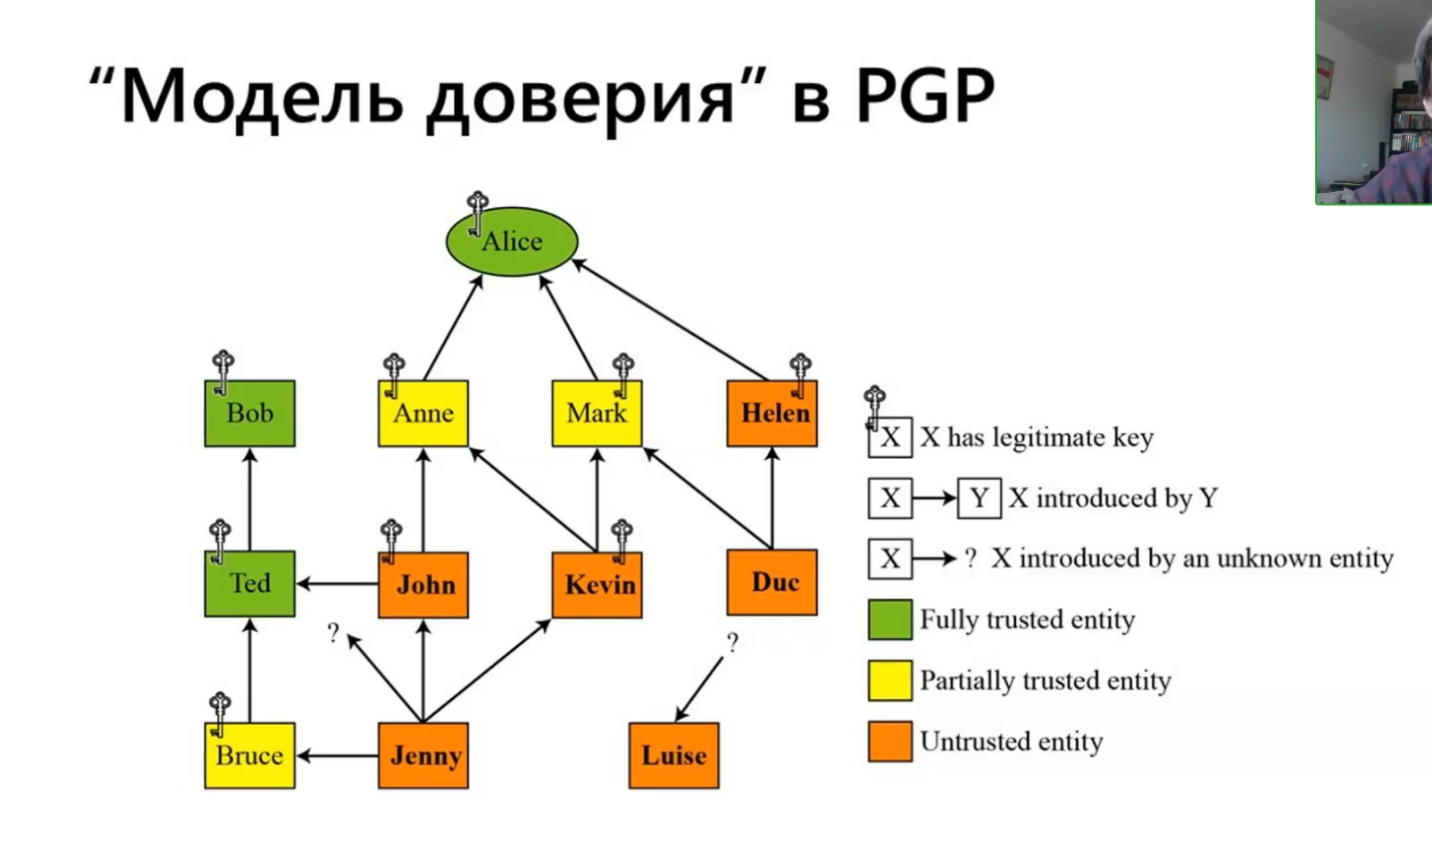 “Модель доверия” в PGP
Alice
Bob
Anne
Mark
Helen
Ted
John
Kevin
Duc
?
?
Bruce
Jenny
Luise
X X has legitimate key
X Y X introduced by Y
X ? X introduced by an unknown entity
Fully trusted entity
Partially trusted entity
Untrusted entity